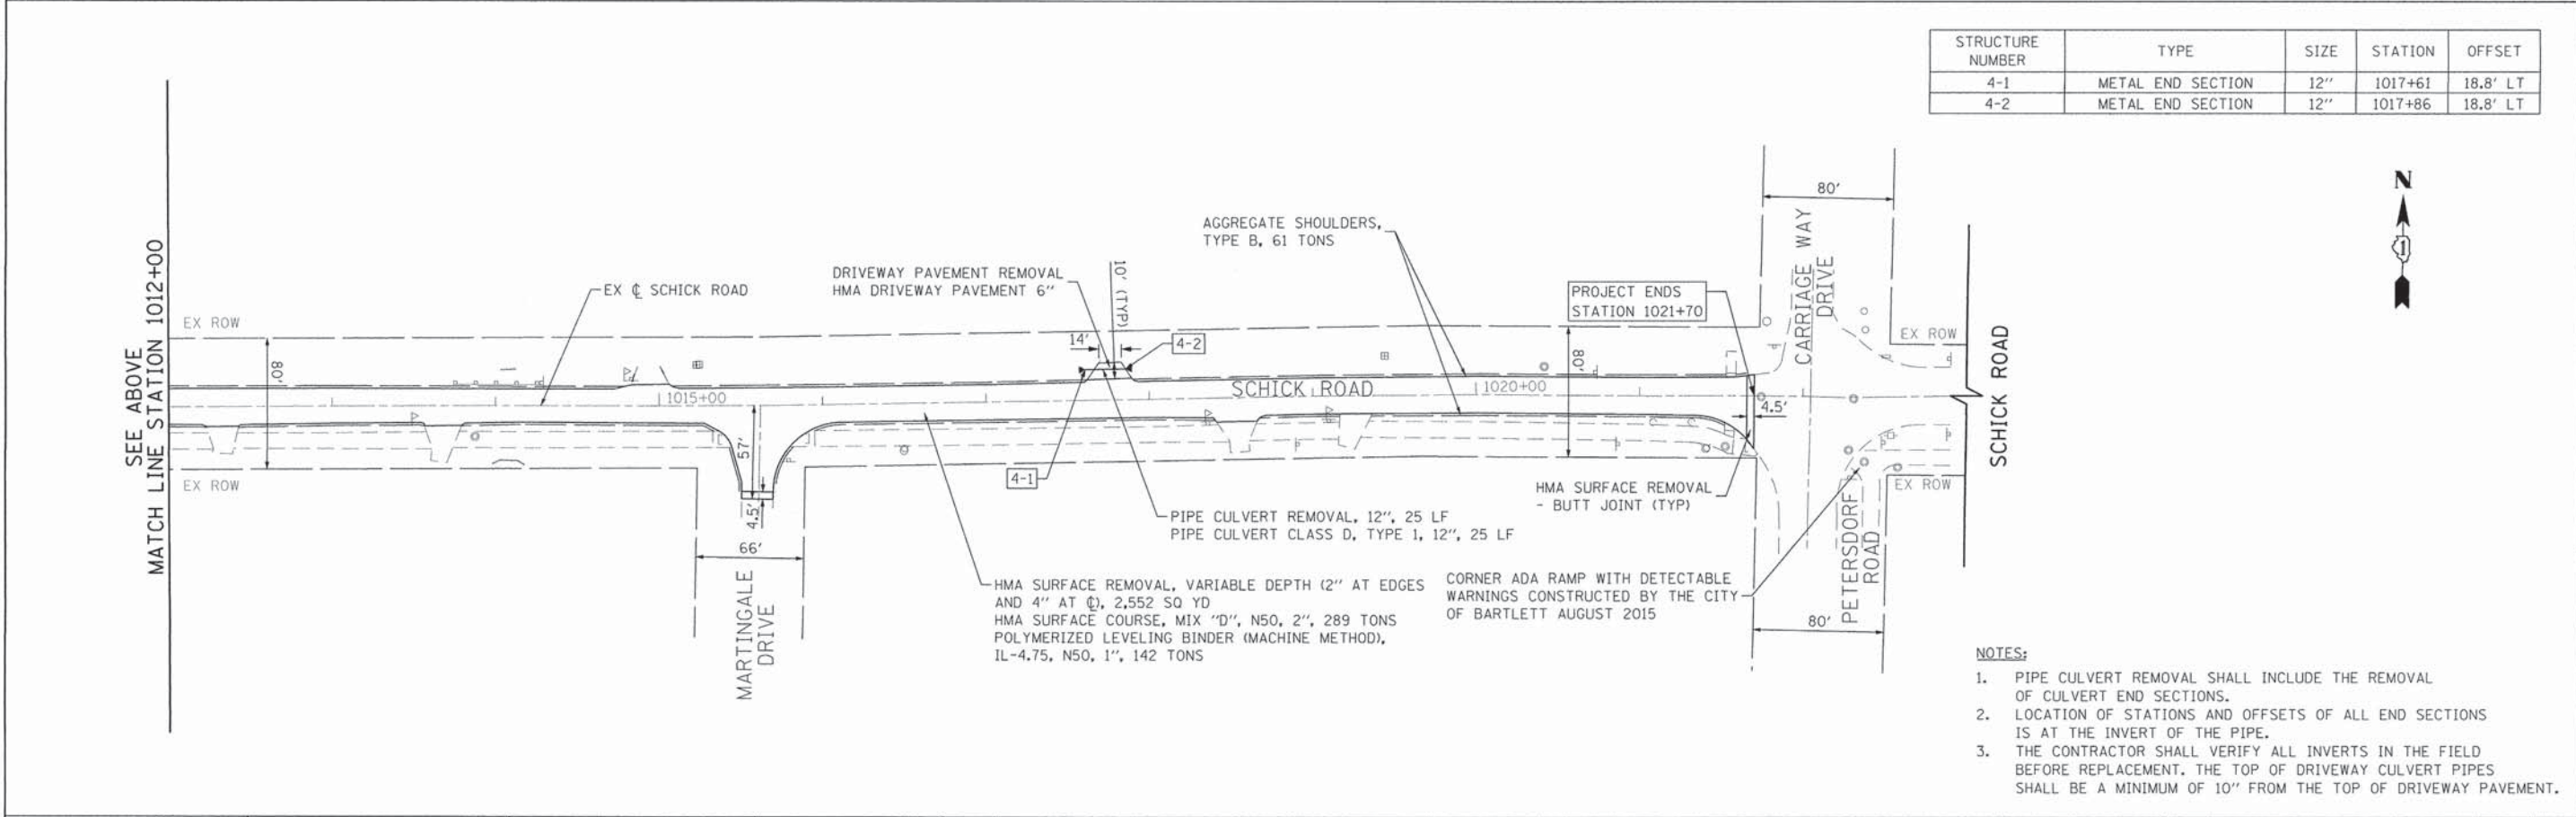 STRUCTURE NUMBER TYPE SIZE STATION OFFSET
4-1 METAL END SECTION 12'' 1017+61 18.8' LT
4-2 METAL END SECTION 12'' 1017+86 18.8' LT
N
1
SEE ABOVE
MATCH LINE STATION 1012+00
EX ROW
80'
EX ROW
EX ℄ SCHICK ROAD
1015+00
57'
4.5'
66'
MARTINGALE
DRIVE
DRIVEWAY PAVEMENT REMOVAL
HMA DRIVEWAY PAVEMENT 6''
14'
10' (TYP)
4-2
4-1
AGGREGATE SHOULDERS,
TYPE B, 61 TONS
SCHICK ROAD
1020+00
PIPE CULVERT REMOVAL, 12'', 25 LF
PIPE CULVERT CLASS D, TYPE 1, 12'', 25 LF
HMA SURFACE REMOVAL, VARIABLE DEPTH (2'' AT EDGES
AND 4'' AT ℄), 2,552 SQ YD
HMA SURFACE COURSE, MIX "D", N50, 2'', 289 TONS
POLYMERIZED LEVELING BINDER (MACHINE METHOD),
IL-4.75, N50, 1'', 142 TONS
PROJECT ENDS
STATION 1021+70
80'
4.5'
HMA SURFACE REMOVAL
- BUTT JOINT (TYP)
CORNER ADA RAMP WITH DETECTABLE
WARNINGS CONSTRUCTED BY THE CITY
OF BARTLETT AUGUST 2015
80'
CARRIAGE WAY
DRIVE
EX ROW
EX ROW
PETERSDORF
ROAD
80'
SCHICK ROAD
NOTES:
1. PIPE CULVERT REMOVAL SHALL INCLUDE THE REMOVAL
OF CULVERT END SECTIONS.
2. LOCATION OF STATIONS AND OFFSETS OF ALL END SECTIONS
IS AT THE INVERT OF THE PIPE.
3. THE CONTRACTOR SHALL VERIFY ALL INVERTS IN THE FIELD
BEFORE REPLACEMENT. THE TOP OF DRIVEWAY CULVERT PIPES
SHALL BE A MINIMUM OF 10'' FROM THE TOP OF DRIVEWAY PAVEMENT.